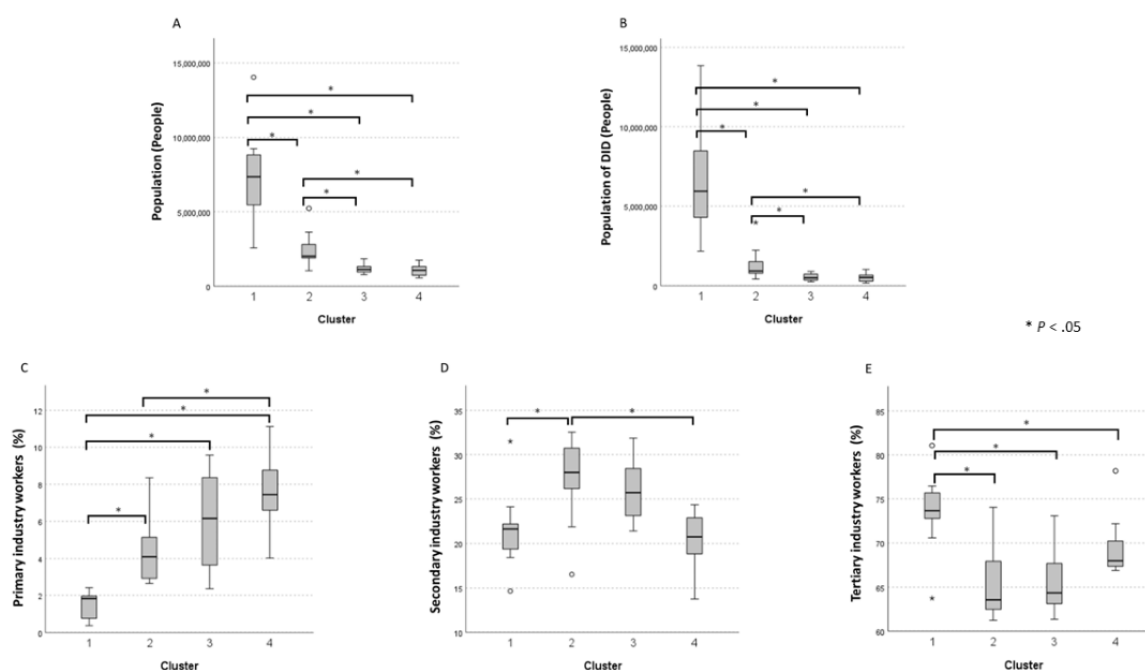 A
Population (People)
15,000,000
10,000,000
5,000,000
0
* * * * *
1 2 3 4
Cluster
B
Population of DID (People)
15,000,000
10,000,000
5,000,000
0
* * * * * *
1 2 3 4
Cluster
* P < .05
C
Primary industry workers (%)
12
10
8
6
4
2
0
* * * *
1 2 3 4
Cluster
D
Secondary industry workers (%)
35
30
25
20
15
10
* * *
1 2 3 4
Cluster
E
Tertiary industry workers (%)
85
80
75
70
65
60
* * * *
1 2 3 4
Cluster